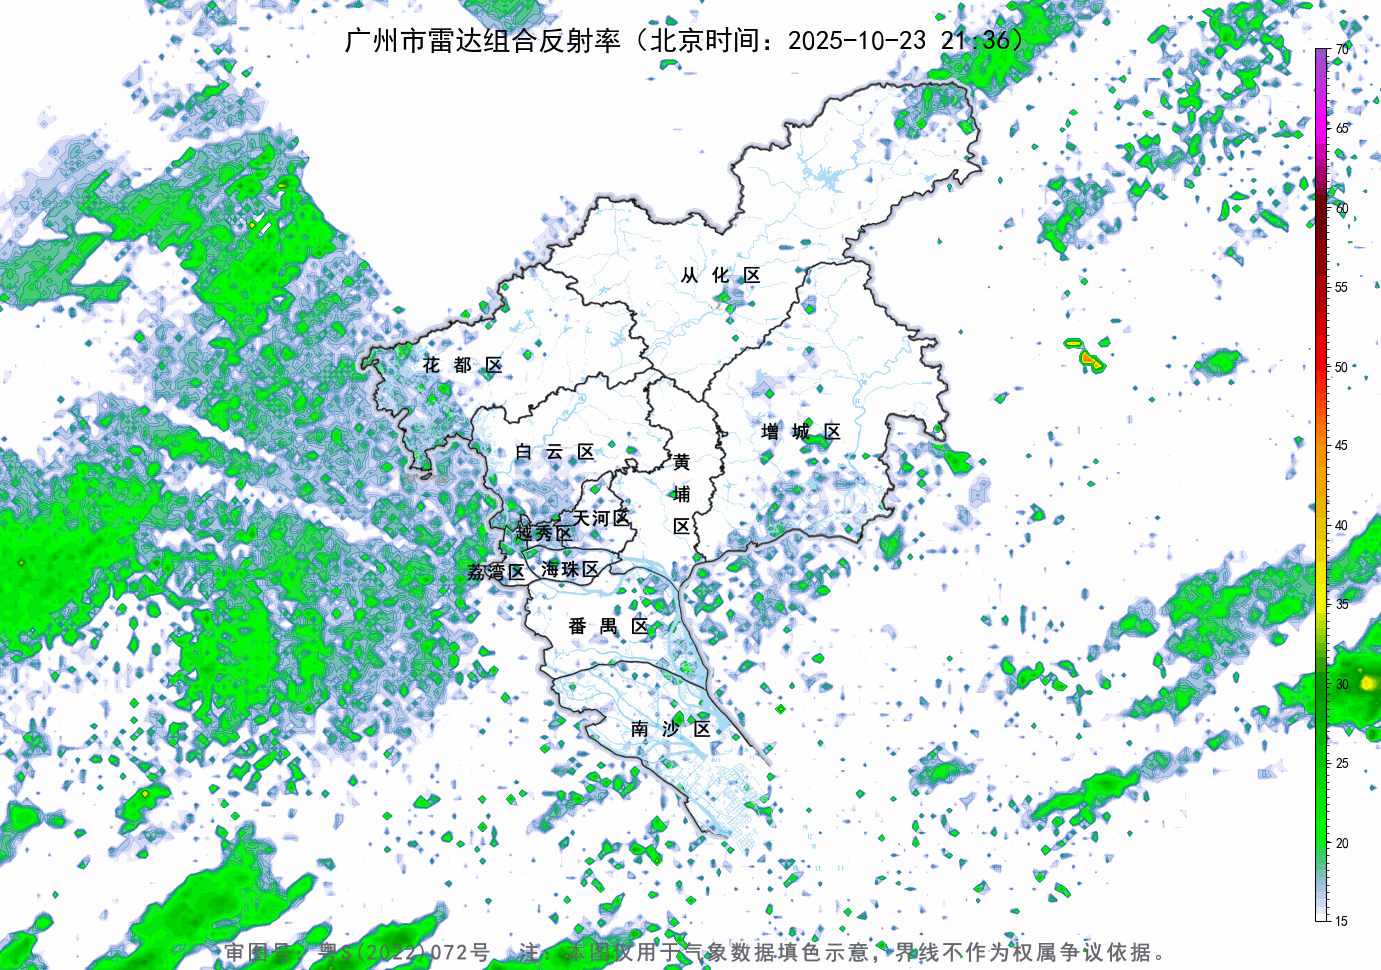 广州市雷达组合反射率（北京时间：2025-10-23 21:36）
70
65
60
55
50
45
40
35
30
25
20
15
从化区
花都区
增城区
白云区
黄埔区
天河区
越秀区
海珠区
荔湾区
番禺区
南沙区
审图号：粤S(2022)072号 注：本图仅用于气象数据填色示意，界线不作为权属争议依据。